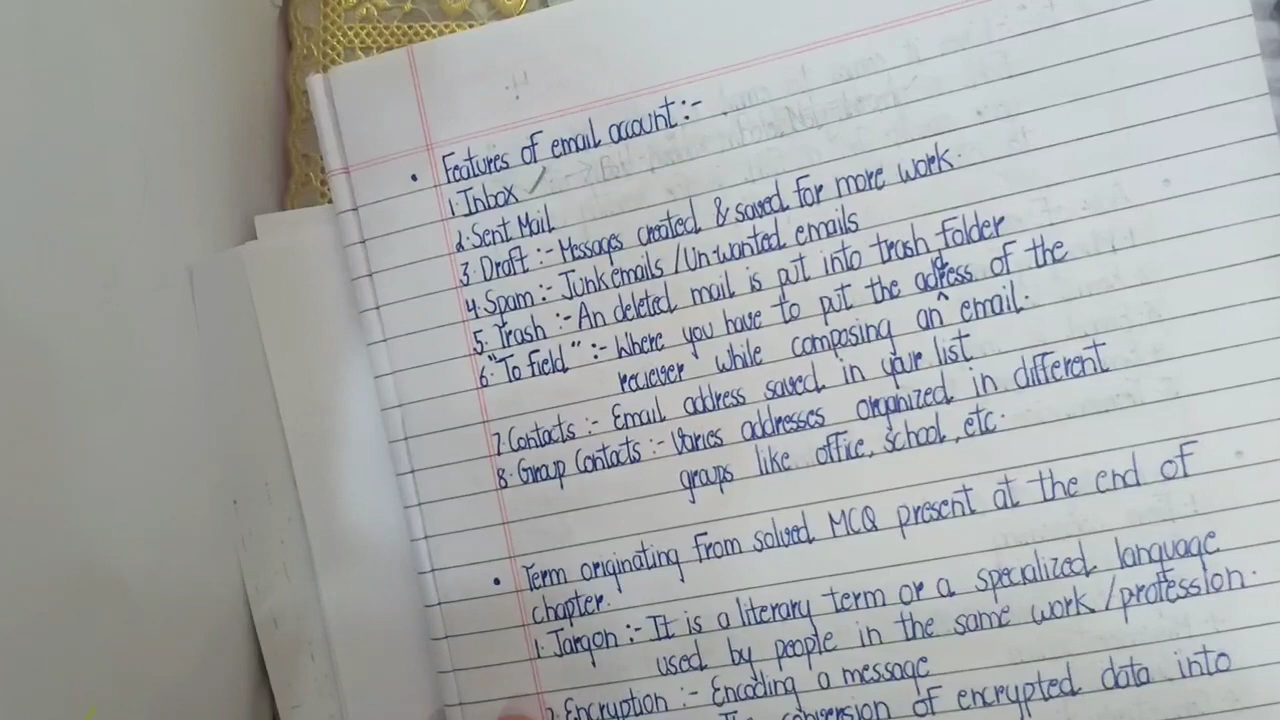 • Features of email account :-
1. Inbox
2. Sent Mail
3. Draft :- Messages created & saved for more work.
4. Spam :- Junk emails / Unwanted emails
5. Trash :- An deleted mail is put into trash folder
6. "To field" :- Where you have to put the address of the
reciever while composing an email.
7. Contacts :- Email address saved in your list
8. Group Contacts :- Varies addresses organized in different
groups like office, school, etc.
• Term originating from solved MCQ present at the end of
chapter.
1. Jargon :- It is a literary term or a specialized language
used by people in the same work / profession.
2. Encryption :- Encoding a message
conversion of encrypted data into